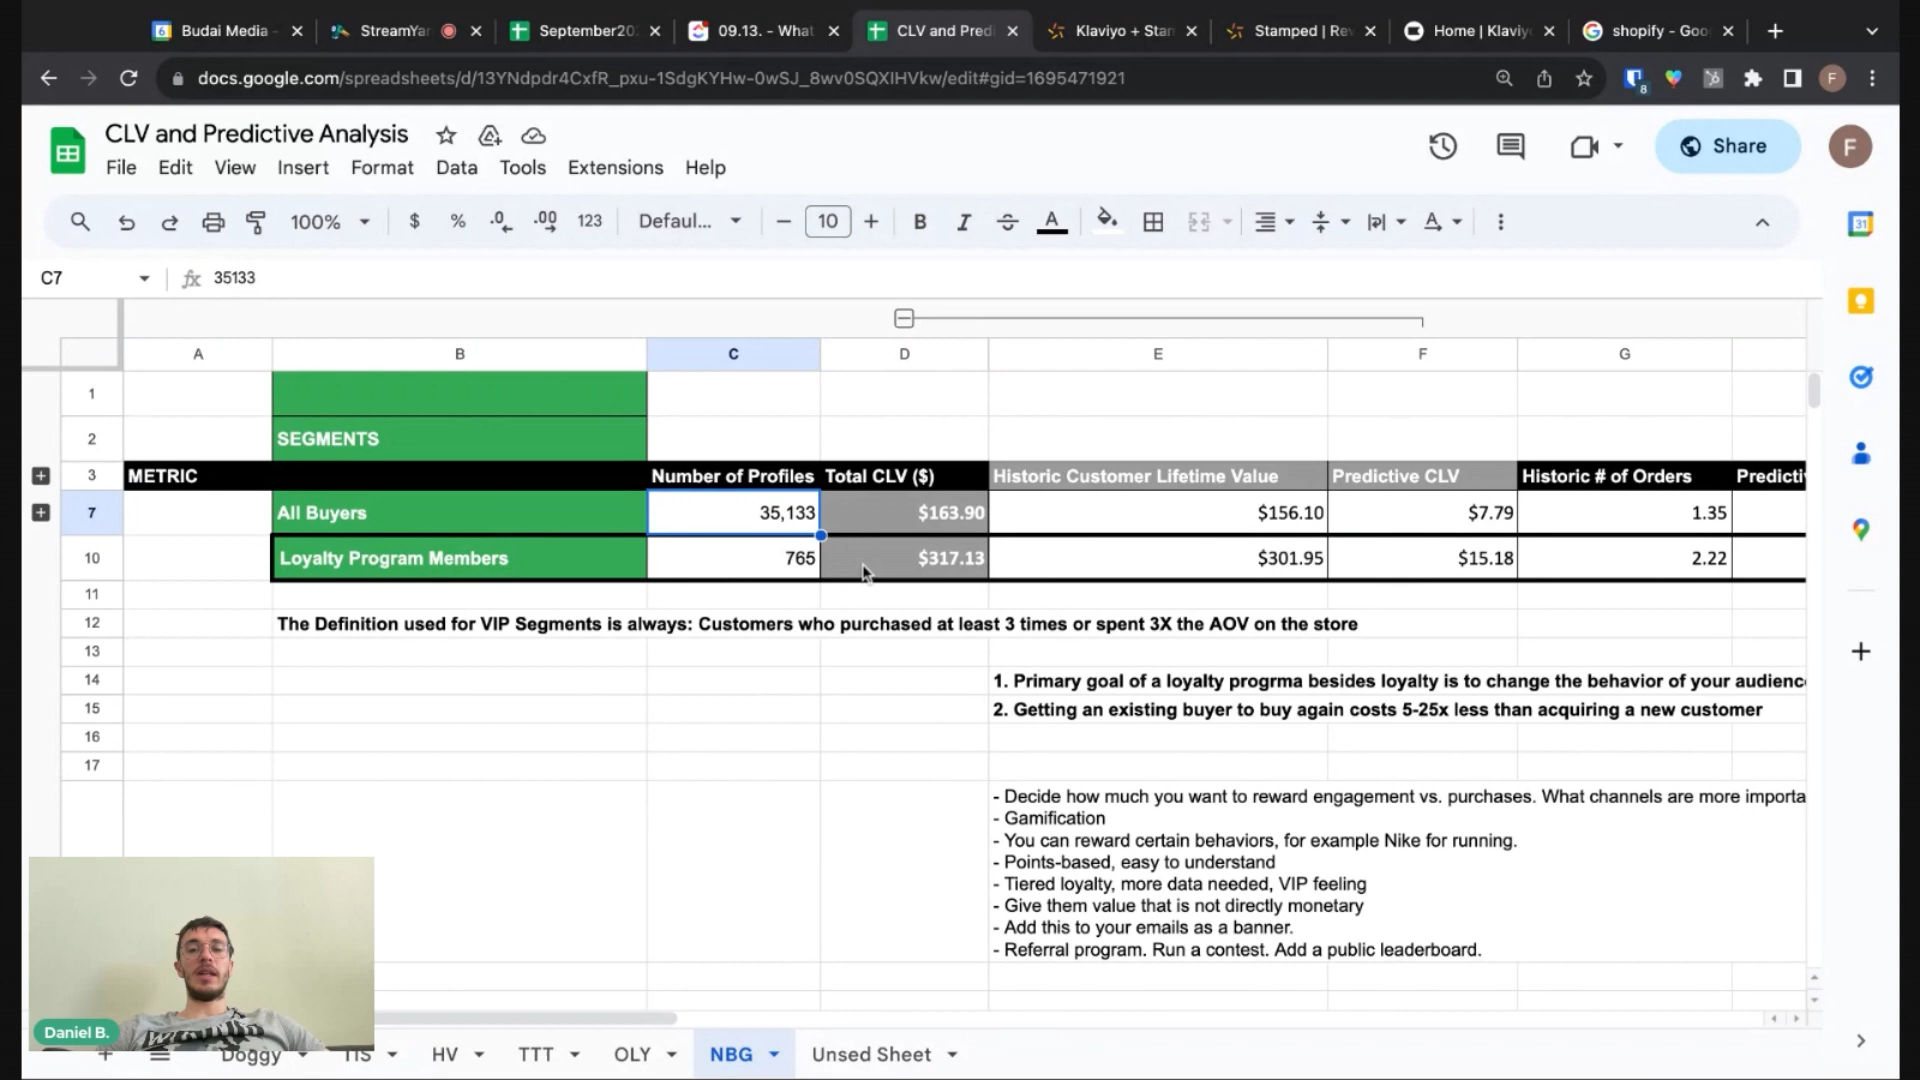 Budai Media -
StreamYar
September20
09.13. - What
CLV and Predi
Klaviyo + Stan
Stamped | Rev
Home | Klaviy
shopify - Goo
docs.google.com/spreadsheets/d/13YNdpdr4CxfR_pxu-1SdgKYHw-0wSJ_8wv0SQXIHVkw/edit#gid=1695471921
8
F
CLV and Predictive Analysis
Share
F
File Edit View Insert Format Data Tools Extensions Help
100% $ % .0 .00 123 Defaul... 10 B I A
31
C7 fx 35133
A B C D E F G
1
2 SEGMENTS
3 METRIC Number of Profiles Total CLV ($) Historic Customer Lifetime Value Predictive CLV Historic # of Orders Predicti
7 All Buyers 35,133 $163.90 $156.10 $7.79 1.35
10 Loyalty Program Members 765 $317.13 $301.95 $15.18 2.22
11
12 The Definition used for VIP Segments is always: Customers who purchased at least 3 times or spent 3X the AOV on the store
13
14 1. Primary goal of a loyalty progrma besides loyalty is to change the behavior of your audienc
15 2. Getting an existing buyer to buy again costs 5-25x less than acquiring a new customer
16
17
- Decide how much you want to reward engagement vs. purchases. What channels are more importa
- Gamification
- You can reward certain behaviors, for example Nike for running.
- Points-based, easy to understand
- Tiered loyalty, more data needed, VIP feeling
- Give them value that is not directly monetary
- Add this to your emails as a banner.
- Referral program. Run a contest. Add a public leaderboard.
Daniel B.
Doggy HV TTT OLY NBG Unsed Sheet